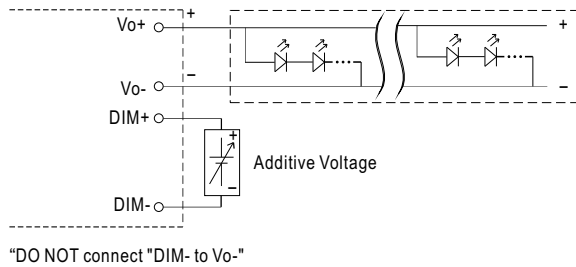 Vo+
+
+
Vo-
−
−
DIM+
+
Additive Voltage
−
DIM-
“DO NOT connect "DIM- to Vo-"